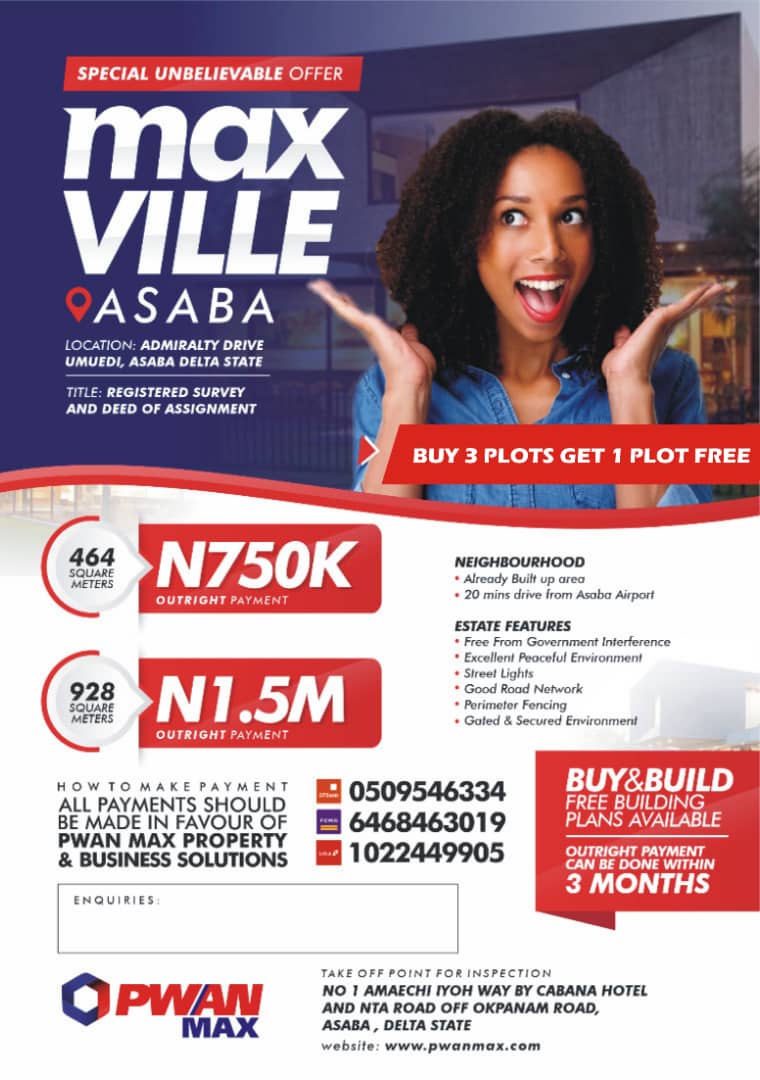 SPECIAL UNBELIEVABLE OFFER
max
VILLE
ASABA
LOCATION: ADMIRALTY DRIVE
UMUEDI, ASABA DELTA STATE
TITLE: REGISTERED SURVEY
AND DEED OF ASSIGNMENT
BUY 3 PLOTS GET 1 PLOT FREE
464
SQUARE
METERS
N750K
OUTRIGHT PAYMENT
928
SQUARE
METERS
N1.5M
OUTRIGHT PAYMENT
NEIGHBOURHOOD
• Already Built up area
• 20 mins drive from Asaba Airport
ESTATE FEATURES
• Free From Government Interference
• Excellent Peaceful Environment
• Street Lights
• Good Road Network
• Perimeter Fencing
• Gated & Secured Environment
HOW TO MAKE PAYMENT
ALL PAYMENTS SHOULD
BE MADE IN FAVOUR OF
PWAN MAX PROPERTY
& BUSINESS SOLUTIONS
0509546334
6468463019
1022449905
BUY&BUILD
FREE BUILDING
PLANS AVAILABLE
OUTRIGHT PAYMENT
CAN BE DONE WITHIN
3 MONTHS
ENQUIRIES:
PWAN
MAX
TAKE OFF POINT FOR INSPECTION
NO 1 AMAECHI IYOH WAY BY CABANA HOTEL
AND NTA ROAD OFF OKPANAM ROAD,
ASABA , DELTA STATE
website: www.pwanmax.com